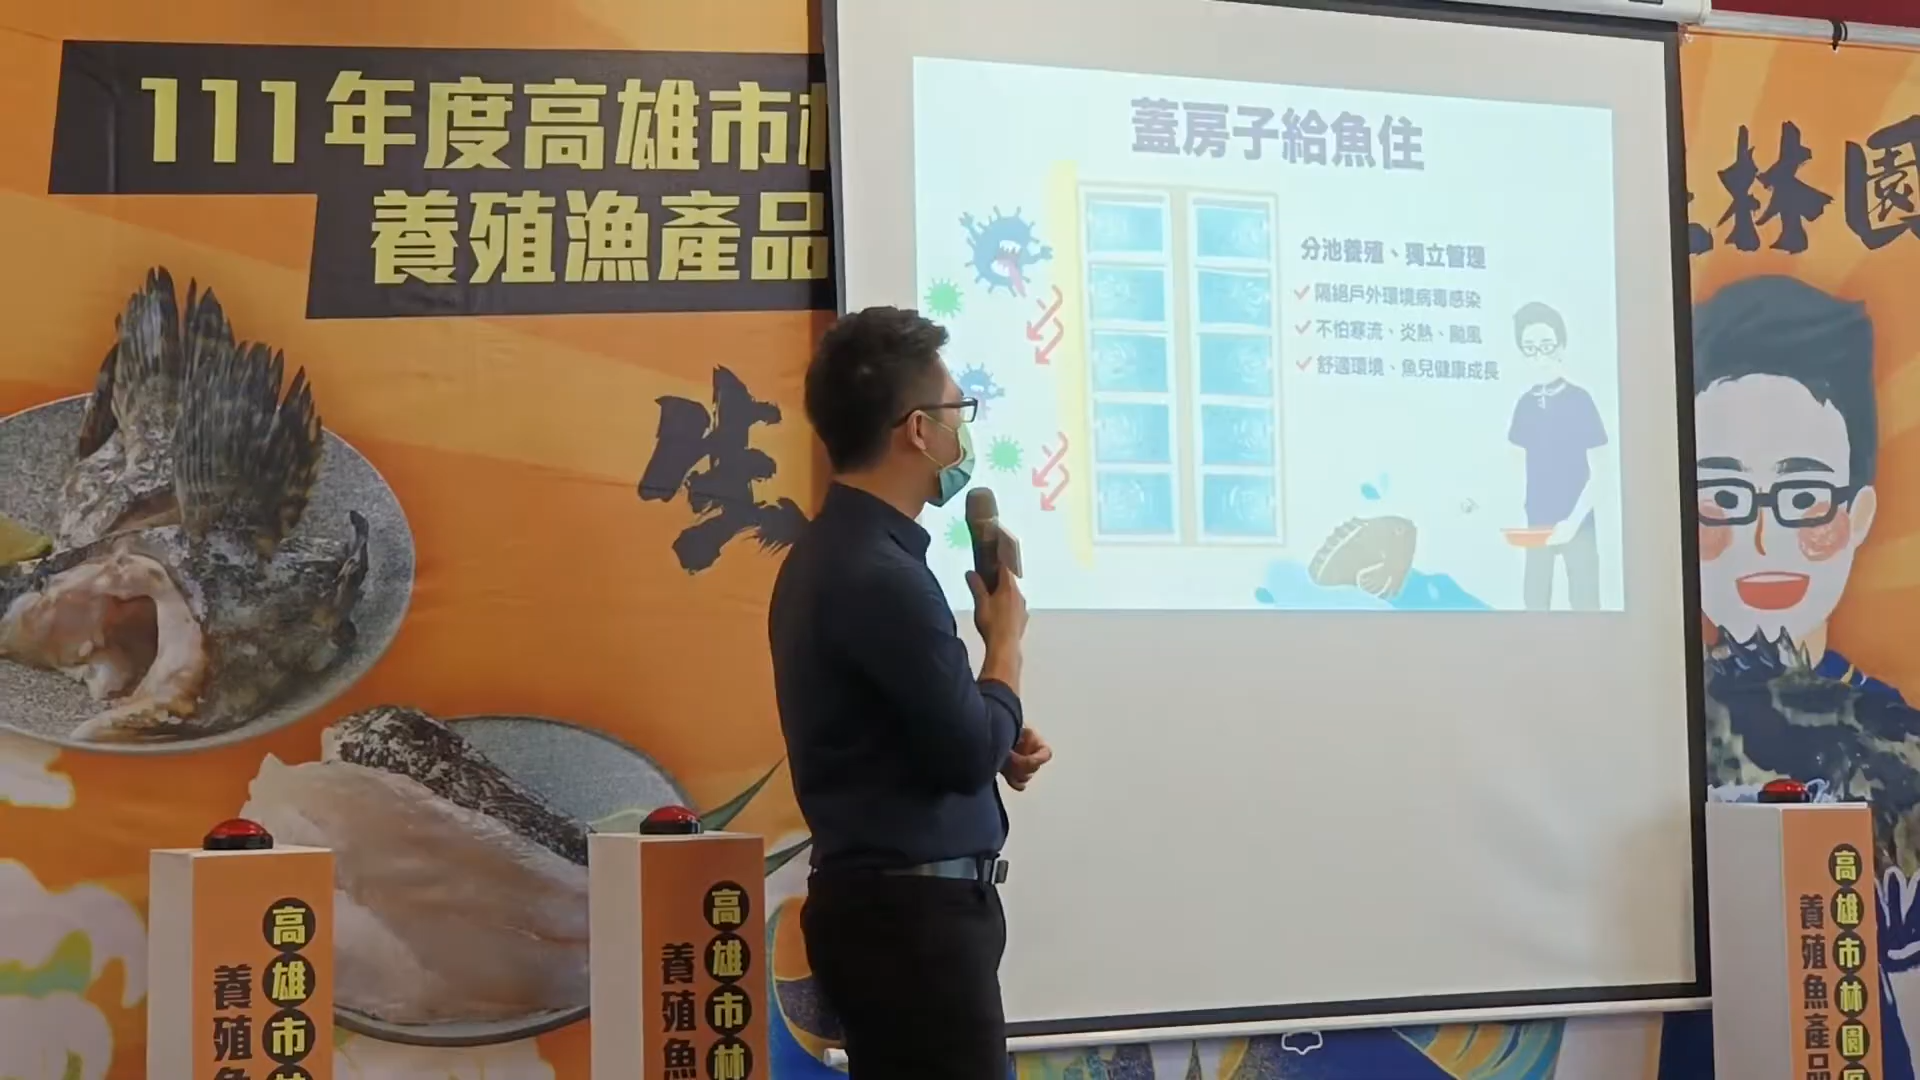 111年度高雄市
養殖漁產品
生
林園
蓋房子給魚住
分池養殖、獨立管理
隔絕戶外環境病毒感染
不怕寒流、炎熱、颱風
舒適環境、魚兒健康成長
高雄市
養殖魚
高雄市林
養殖魚
高雄市林園區
養殖魚產品